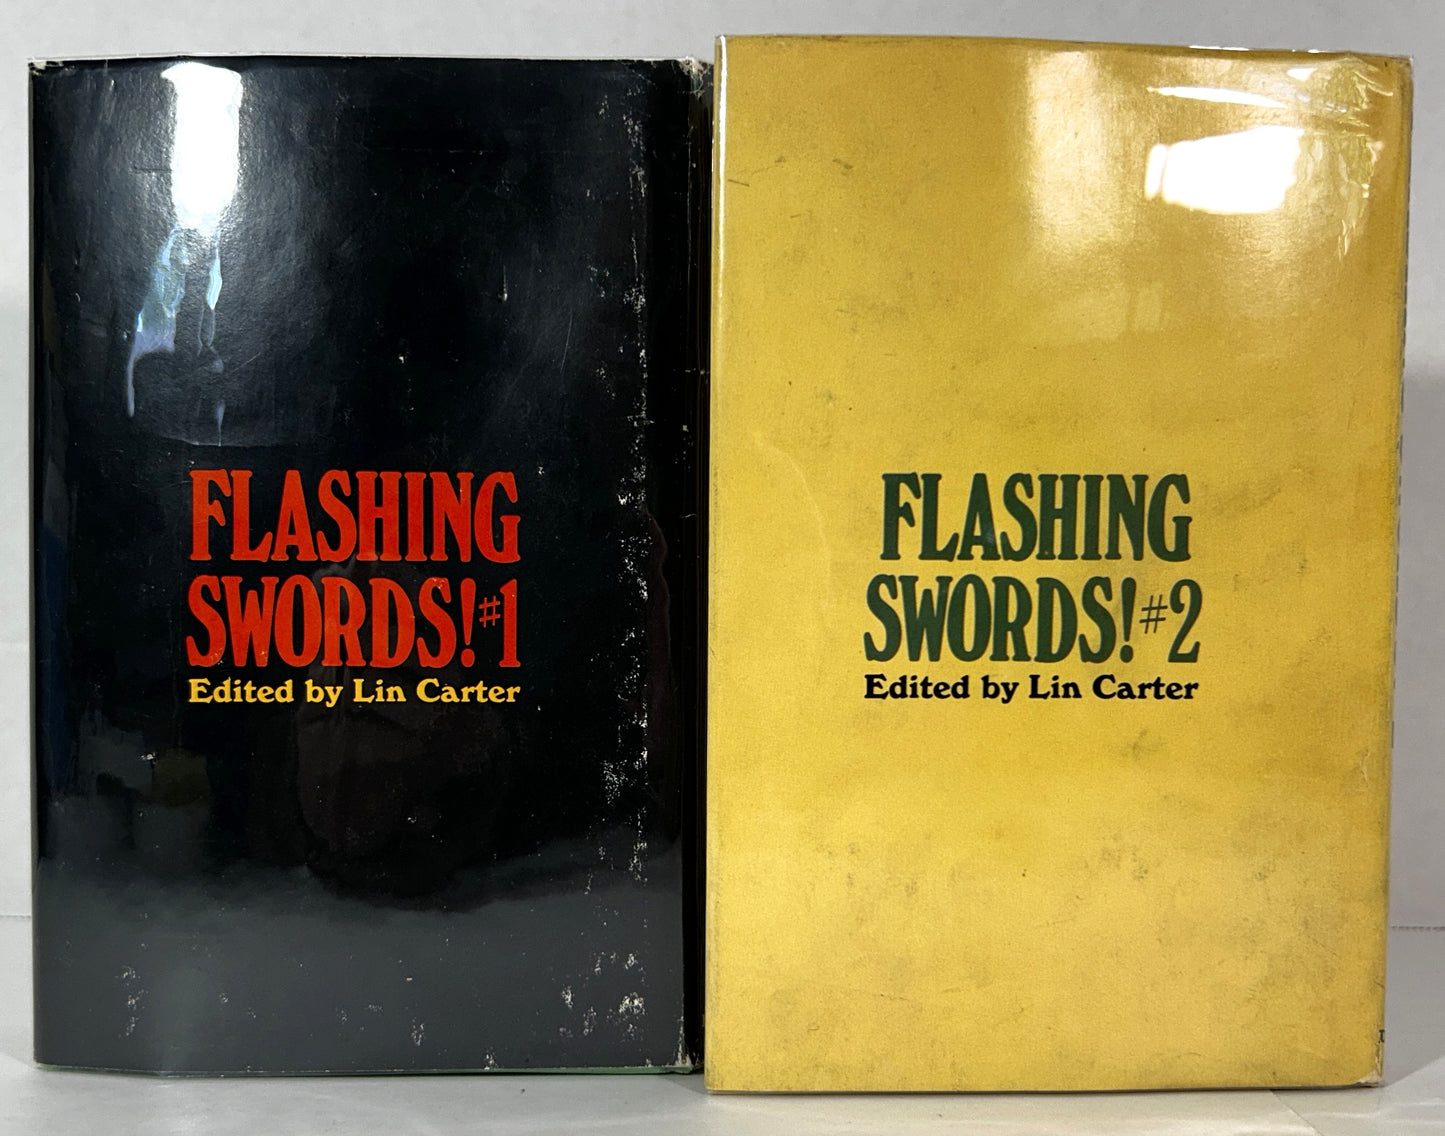 FLASHING
SWORDS! #1
Edited by Lin Carter
FLASHING
SWORDS! #2
Edited by Lin Carter